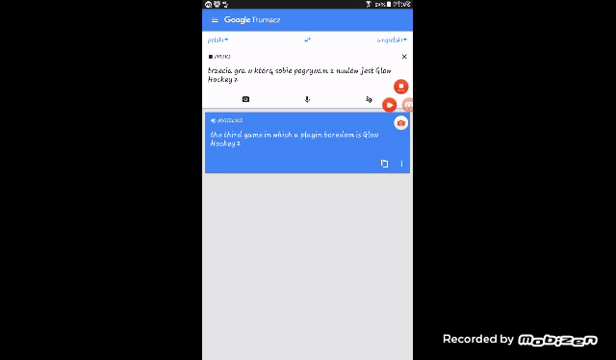 Google Tłumacz
polski
angielski
trzecia gra w którą sobie pogrywam z nudów jest Glow
Hockey 2
ANGIELSKI
the third game in which a playin boredom is Glow
Hockey 2
Recorded by mobizen